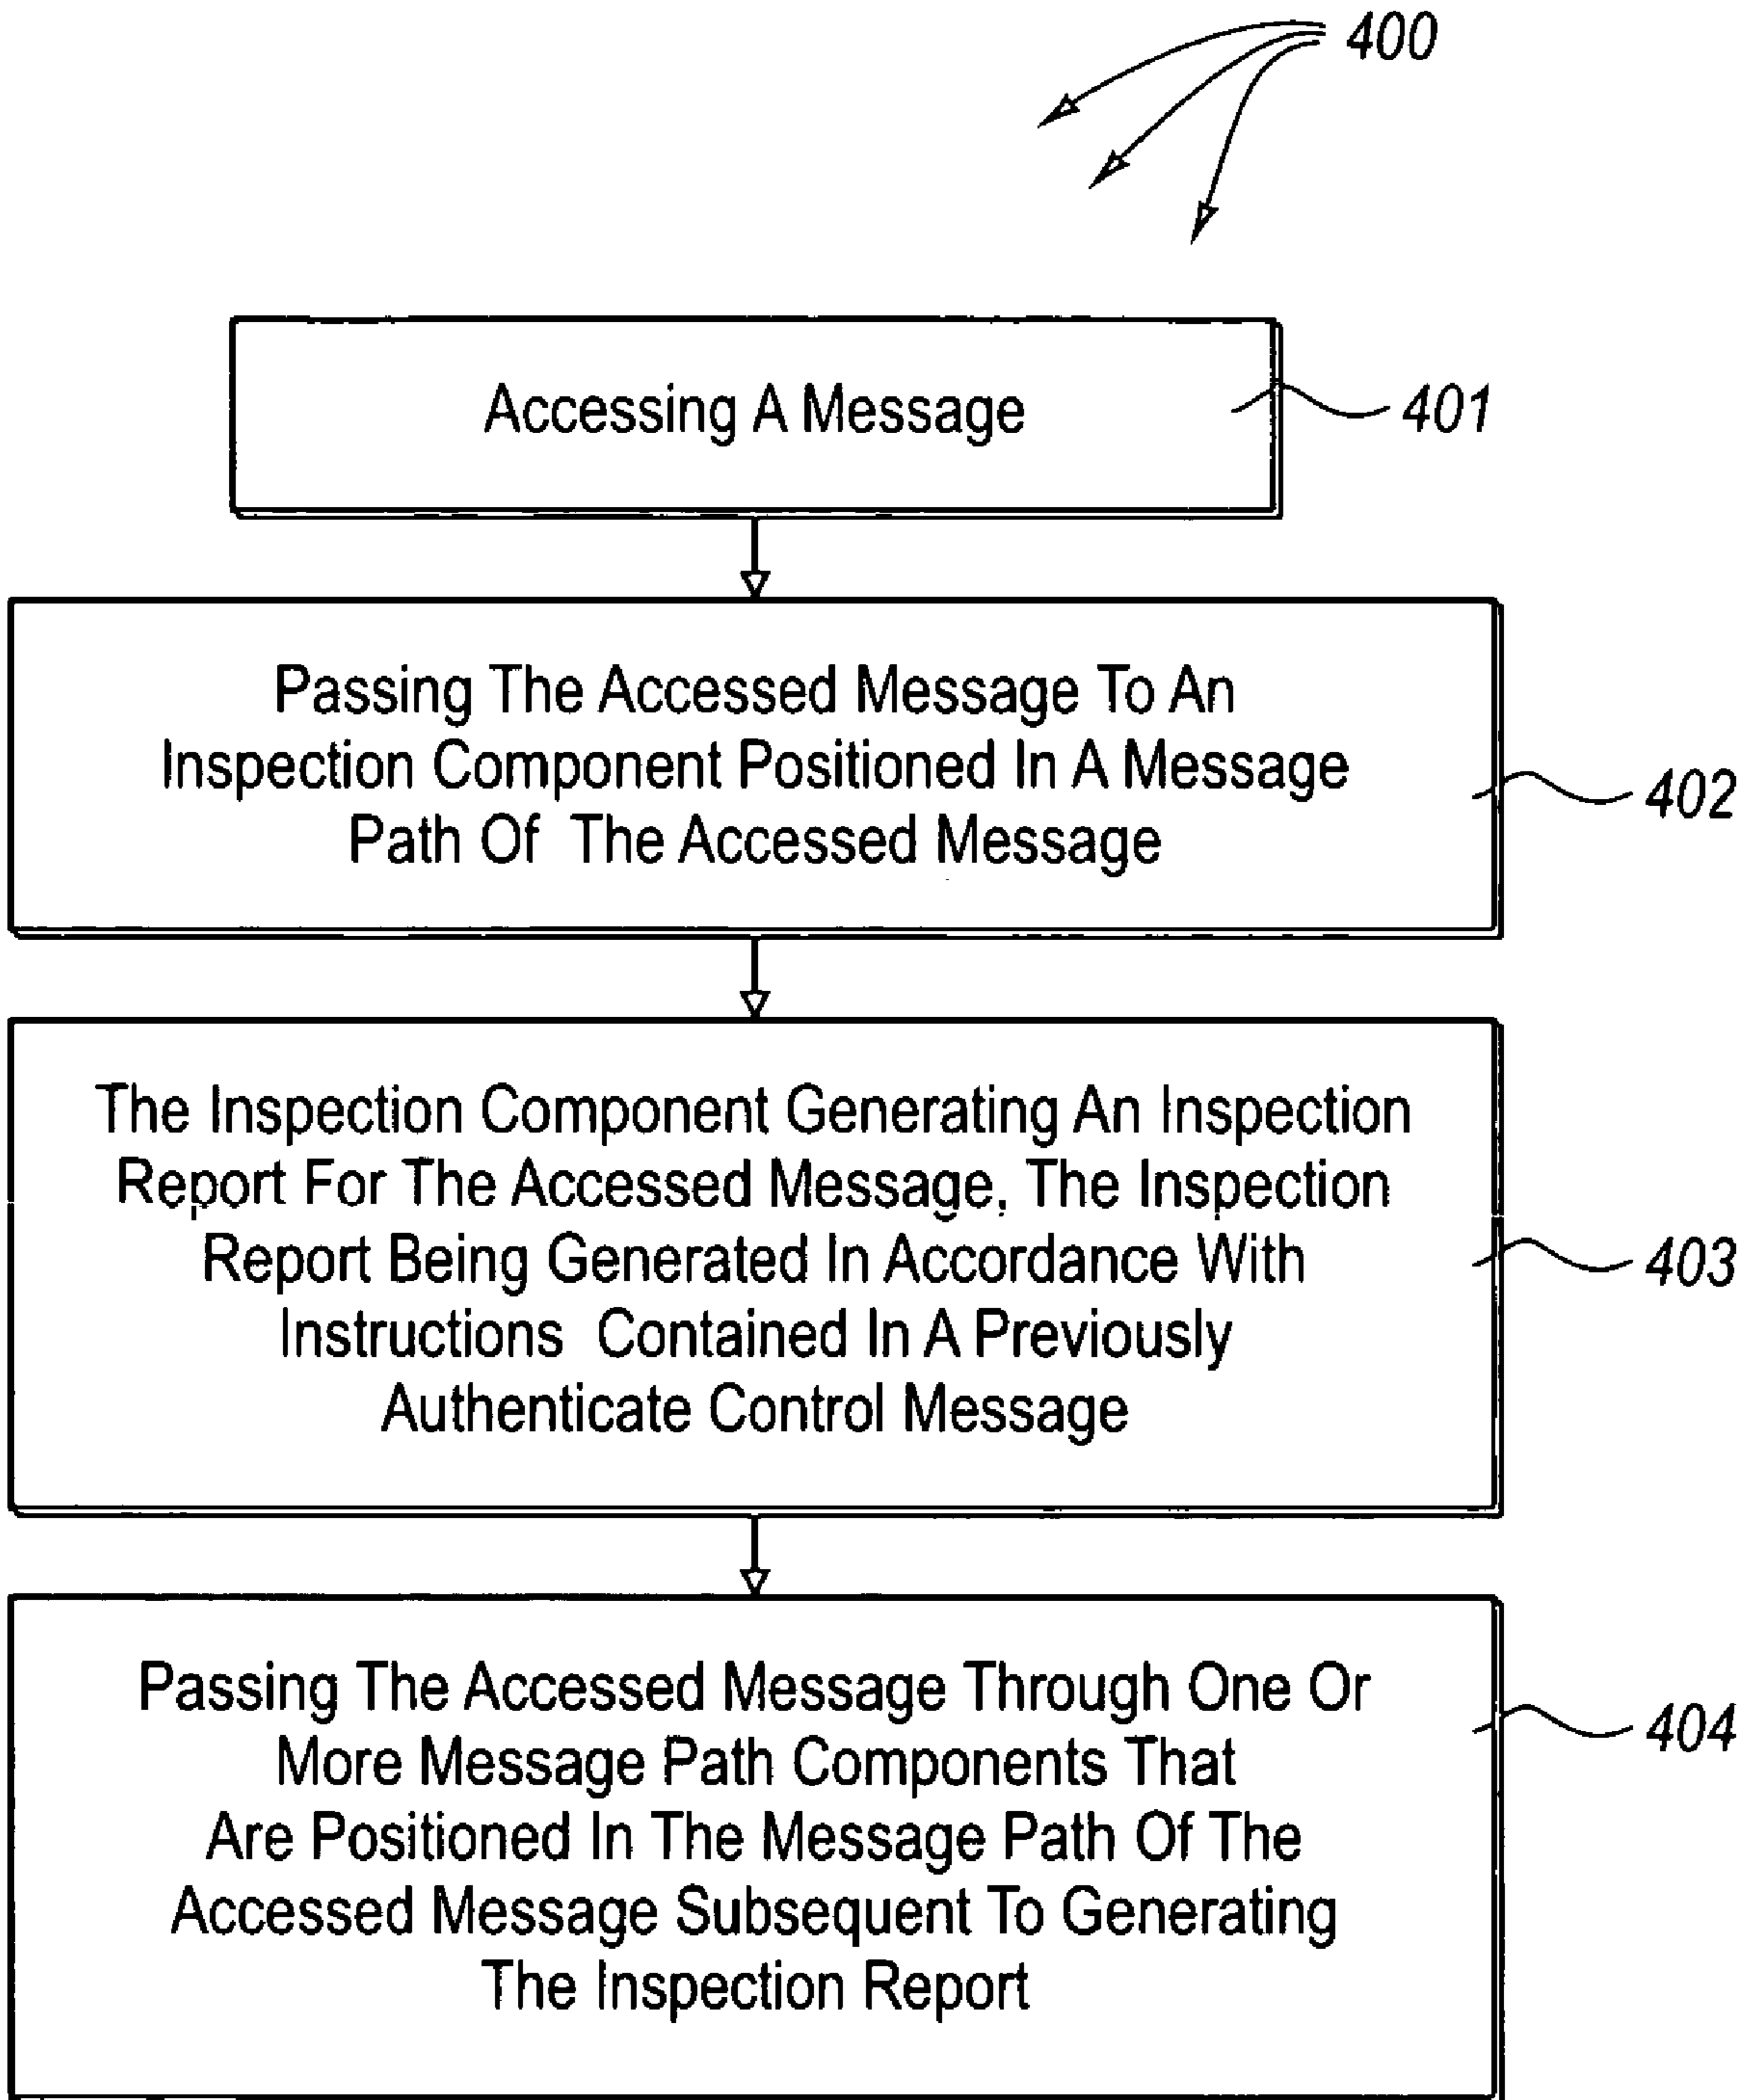 400
Accessing A Message
401
Passing The Accessed Message To An
Inspection Component Positioned In A Message
Path Of The Accessed Message
402
The Inspection Component Generating An Inspection
Report For The Accessed Message, The Inspection
Report Being Generated In Accordance With
Instructions Contained In A Previously
Authenticate Control Message
403
Passing The Accessed Message Through One Or
More Message Path Components That
Are Positioned In The Message Path Of The
Accessed Message Subsequent To Generating
The Inspection Report
404